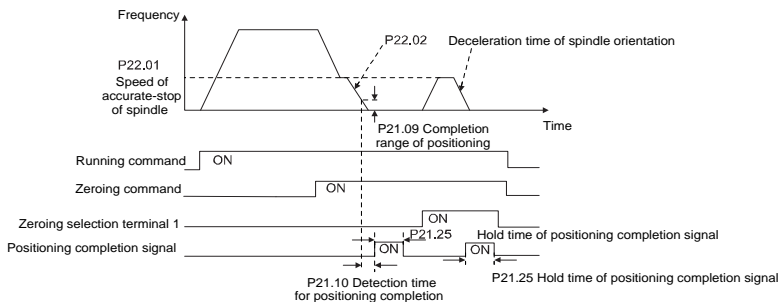 Frequency
P22.02
Deceleration time of spindle orientation
P22.01
Speed of
accurate-stop
of spindle
Time
P21.09 Completion
range of positioning
Running command
ON
Zeroing command
ON
Zeroing selection terminal 1
ON
P21.25
Hold time of positioning completion signal
Positioning completion signal
ON
ON
P21.10 Detection time
for positioning completion
P21.25 Hold time of positioning completion signal